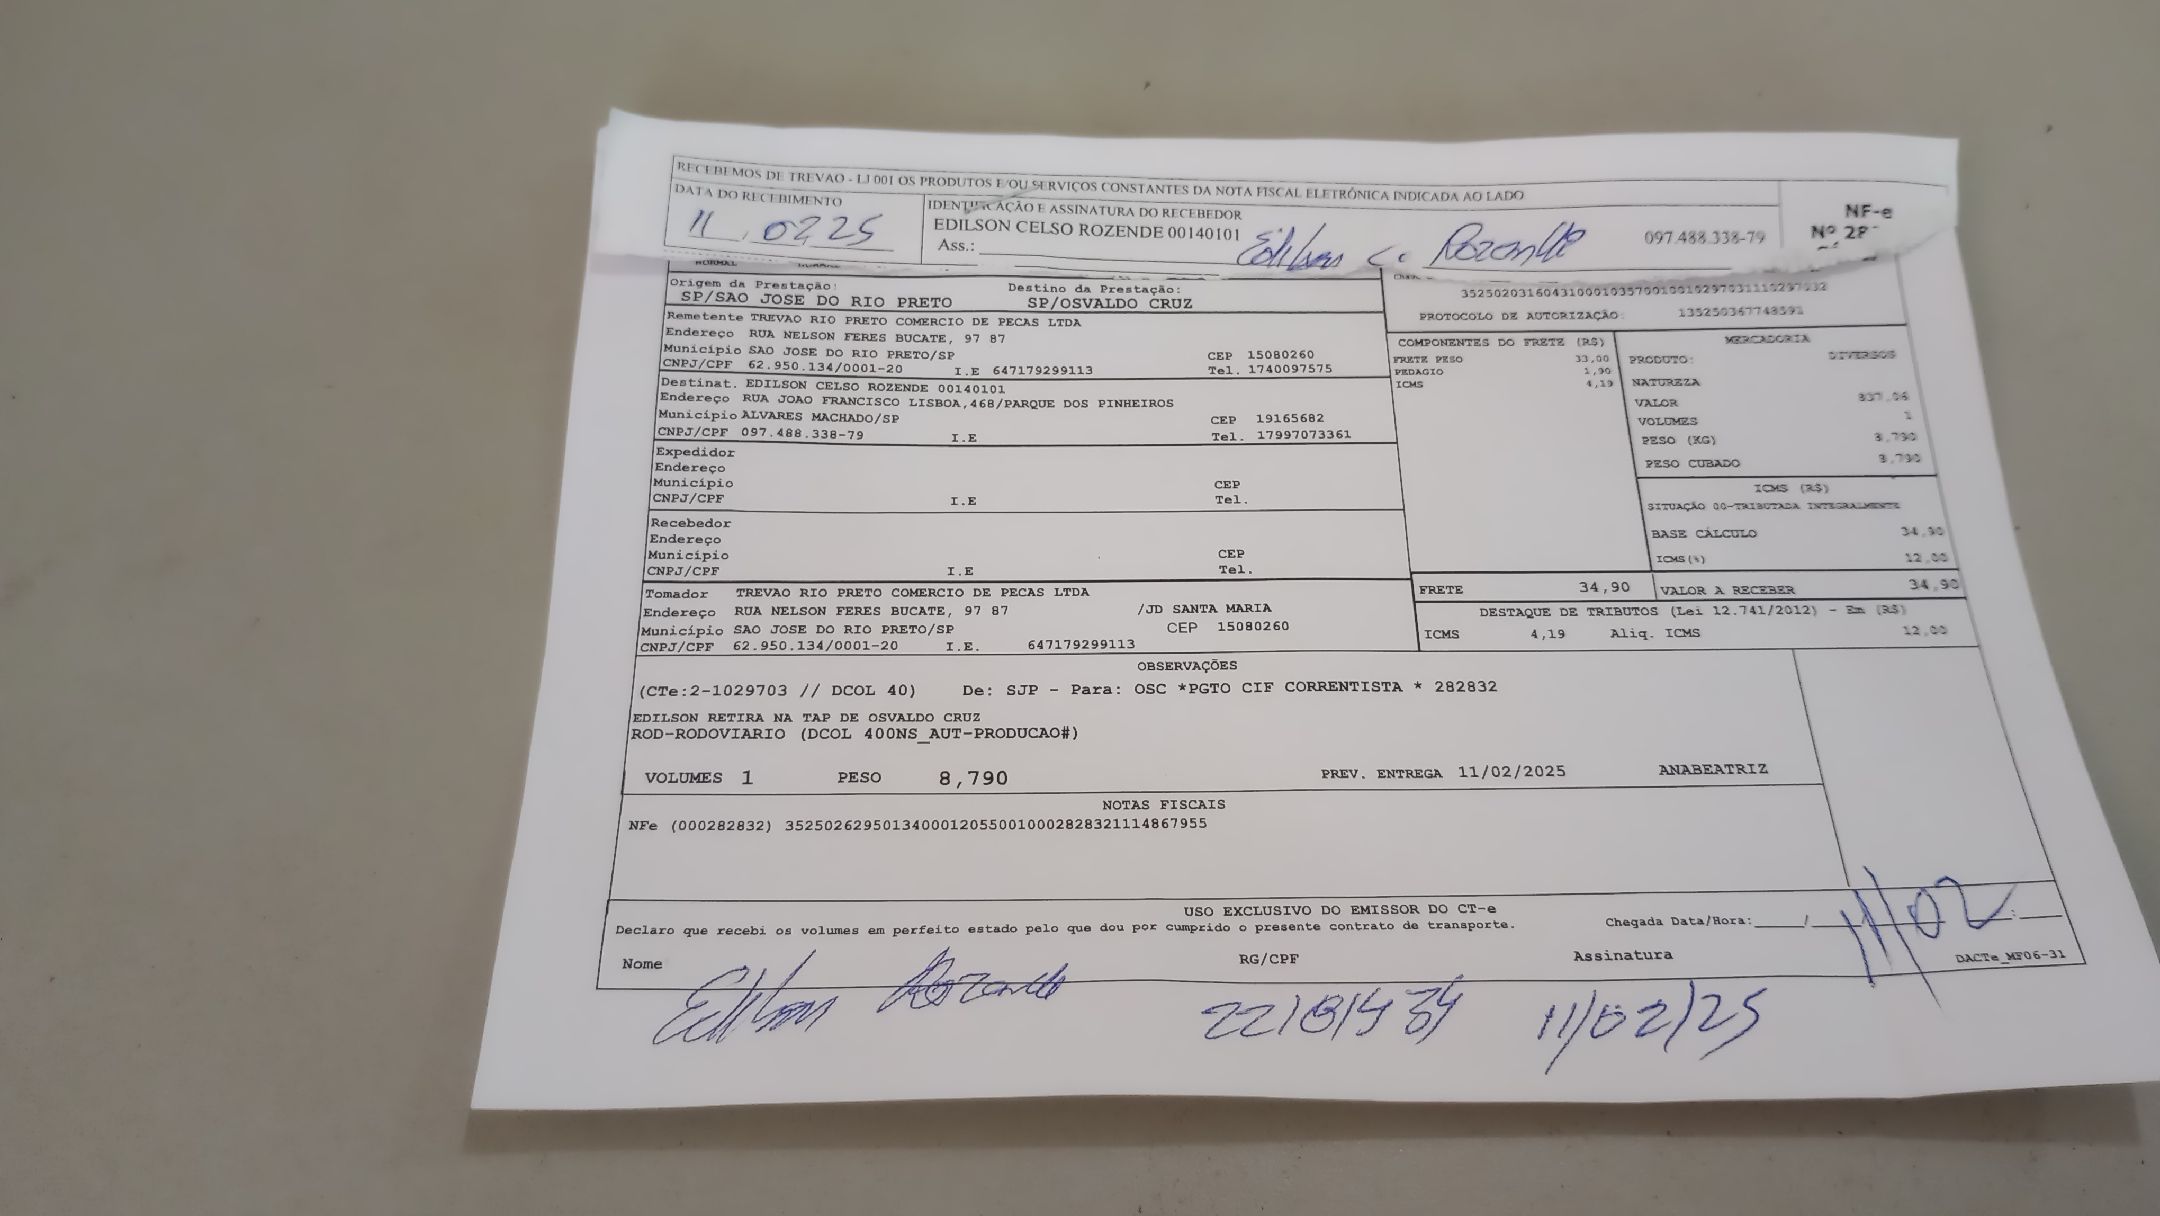 RECEBEMOS DE TREVAO - LJ 001 OS PRODUTOS E/OU SERVIÇOS CONSTANTES DA NOTA FISCAL ELETRÔNICA INDICADA AO LADO
DATA DO RECEBIMENTO
11 02 25
IDENTIFICAÇÃO E ASSINATURA DO RECEBEDOR
EDILSON CELSO ROZENDE 00140101
Ass.: Edilson C. Rozende
097.488.338-79
NF-e
Nº 28
NORMAL
Origem da Prestação: Destino da Prestação:
SP/SAO JOSE DO RIO PRETO SP/OSVALDO CRUZ
PROTOCOLO DE AUTORIZAÇÃO: 135250367748591
Remetente TREVAO RIO PRETO COMERCIO DE PECAS LTDA
Endereço RUA NELSON FERES BUCATE, 97 87
Município SAO JOSE DO RIO PRETO/SP CEP 15080260
CNPJ/CPF 62.950.134/0001-20 I.E 647179299113 Tel. 1740097575
Destinat. EDILSON CELSO ROZENDE 00140101
Endereço RUA JOAO FRANCISCO LISBOA,468/PARQUE DOS PINHEIROS
Município ALVARES MACHADO/SP CEP 19165682
CNPJ/CPF 097.488.338-79 I.E Tel. 17997073361
Expedidor
Endereço
Município CEP
CNPJ/CPF I.E Tel.
Recebedor
Endereço
Município CEP
CNPJ/CPF I.E Tel.
Tomador TREVAO RIO PRETO COMERCIO DE PECAS LTDA
Endereço RUA NELSON FERES BUCATE, 97 87 /JD SANTA MARIA
Município SAO JOSE DO RIO PRETO/SP CEP 15080260
CNPJ/CPF 62.950.134/0001-20 I.E. 647179299113
COMPONENTES DO FRETE (R$)
FRETE PESO 33,00
PEDAGIO 1,90
ICMS 4,19
MERCADORIA
PRODUTO: DIVERSOS
NATUREZA
VALOR 837,06
VOLUMES 1
PESO (KG) 8,790
PESO CUBADO 8,790
ICMS (R$)
SITUAÇÃO 00-TRIBUTADA INTEGRALMENTE
BASE CÁLCULO 34,90
ICMS(%) 12,00
FRETE 34,90 VALOR A RECEBER 34,90
DESTAQUE DE TRIBUTOS (Lei 12.741/2012) - Em (R$)
ICMS 4,19 Aliq. ICMS 12,00
OBSERVAÇÕES
(CTe:2-1029703 // DCOL 40) De: SJP - Para: OSC *PGTO CIF CORRENTISTA * 282832
EDILSON RETIRA NA TAP DE OSVALDO CRUZ
ROD-RODOVIARIO (DCOL 400NS_AUT-PRODUCAO#)
VOLUMES 1 PESO 8,790 PREV. ENTREGA 11/02/2025 ANABEATRIZ
NOTAS FISCAIS
NFe (000282832) 35250262950134000120550010002828321114867955
USO EXCLUSIVO DO EMISSOR DO CT-e
Declaro que recebi os volumes em perfeito estado pelo que dou por cumprido o presente contrato de transporte. Chegada Data/Hora: / : 11/02
Nome RG/CPF Assinatura DACTe_MF06-31
Edilson Rozende 11/02/25